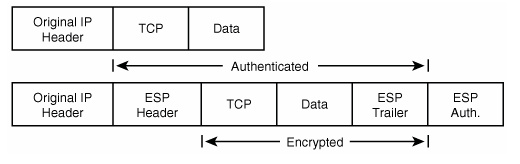 Original IP
Header
TCP
Data
Authenticated
Original IP
Header
ESP
Header
TCP
Data
ESP
Trailer
ESP
Auth.
Encrypted